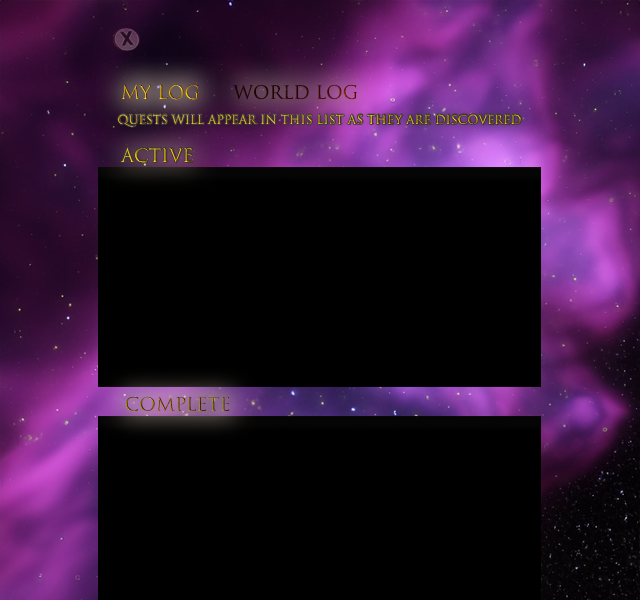 X
MY LOG WORLD LOG
QUESTS WILL APPEAR IN THIS LIST AS THEY ARE DISCOVERED
ACTIVE
COMPLETE